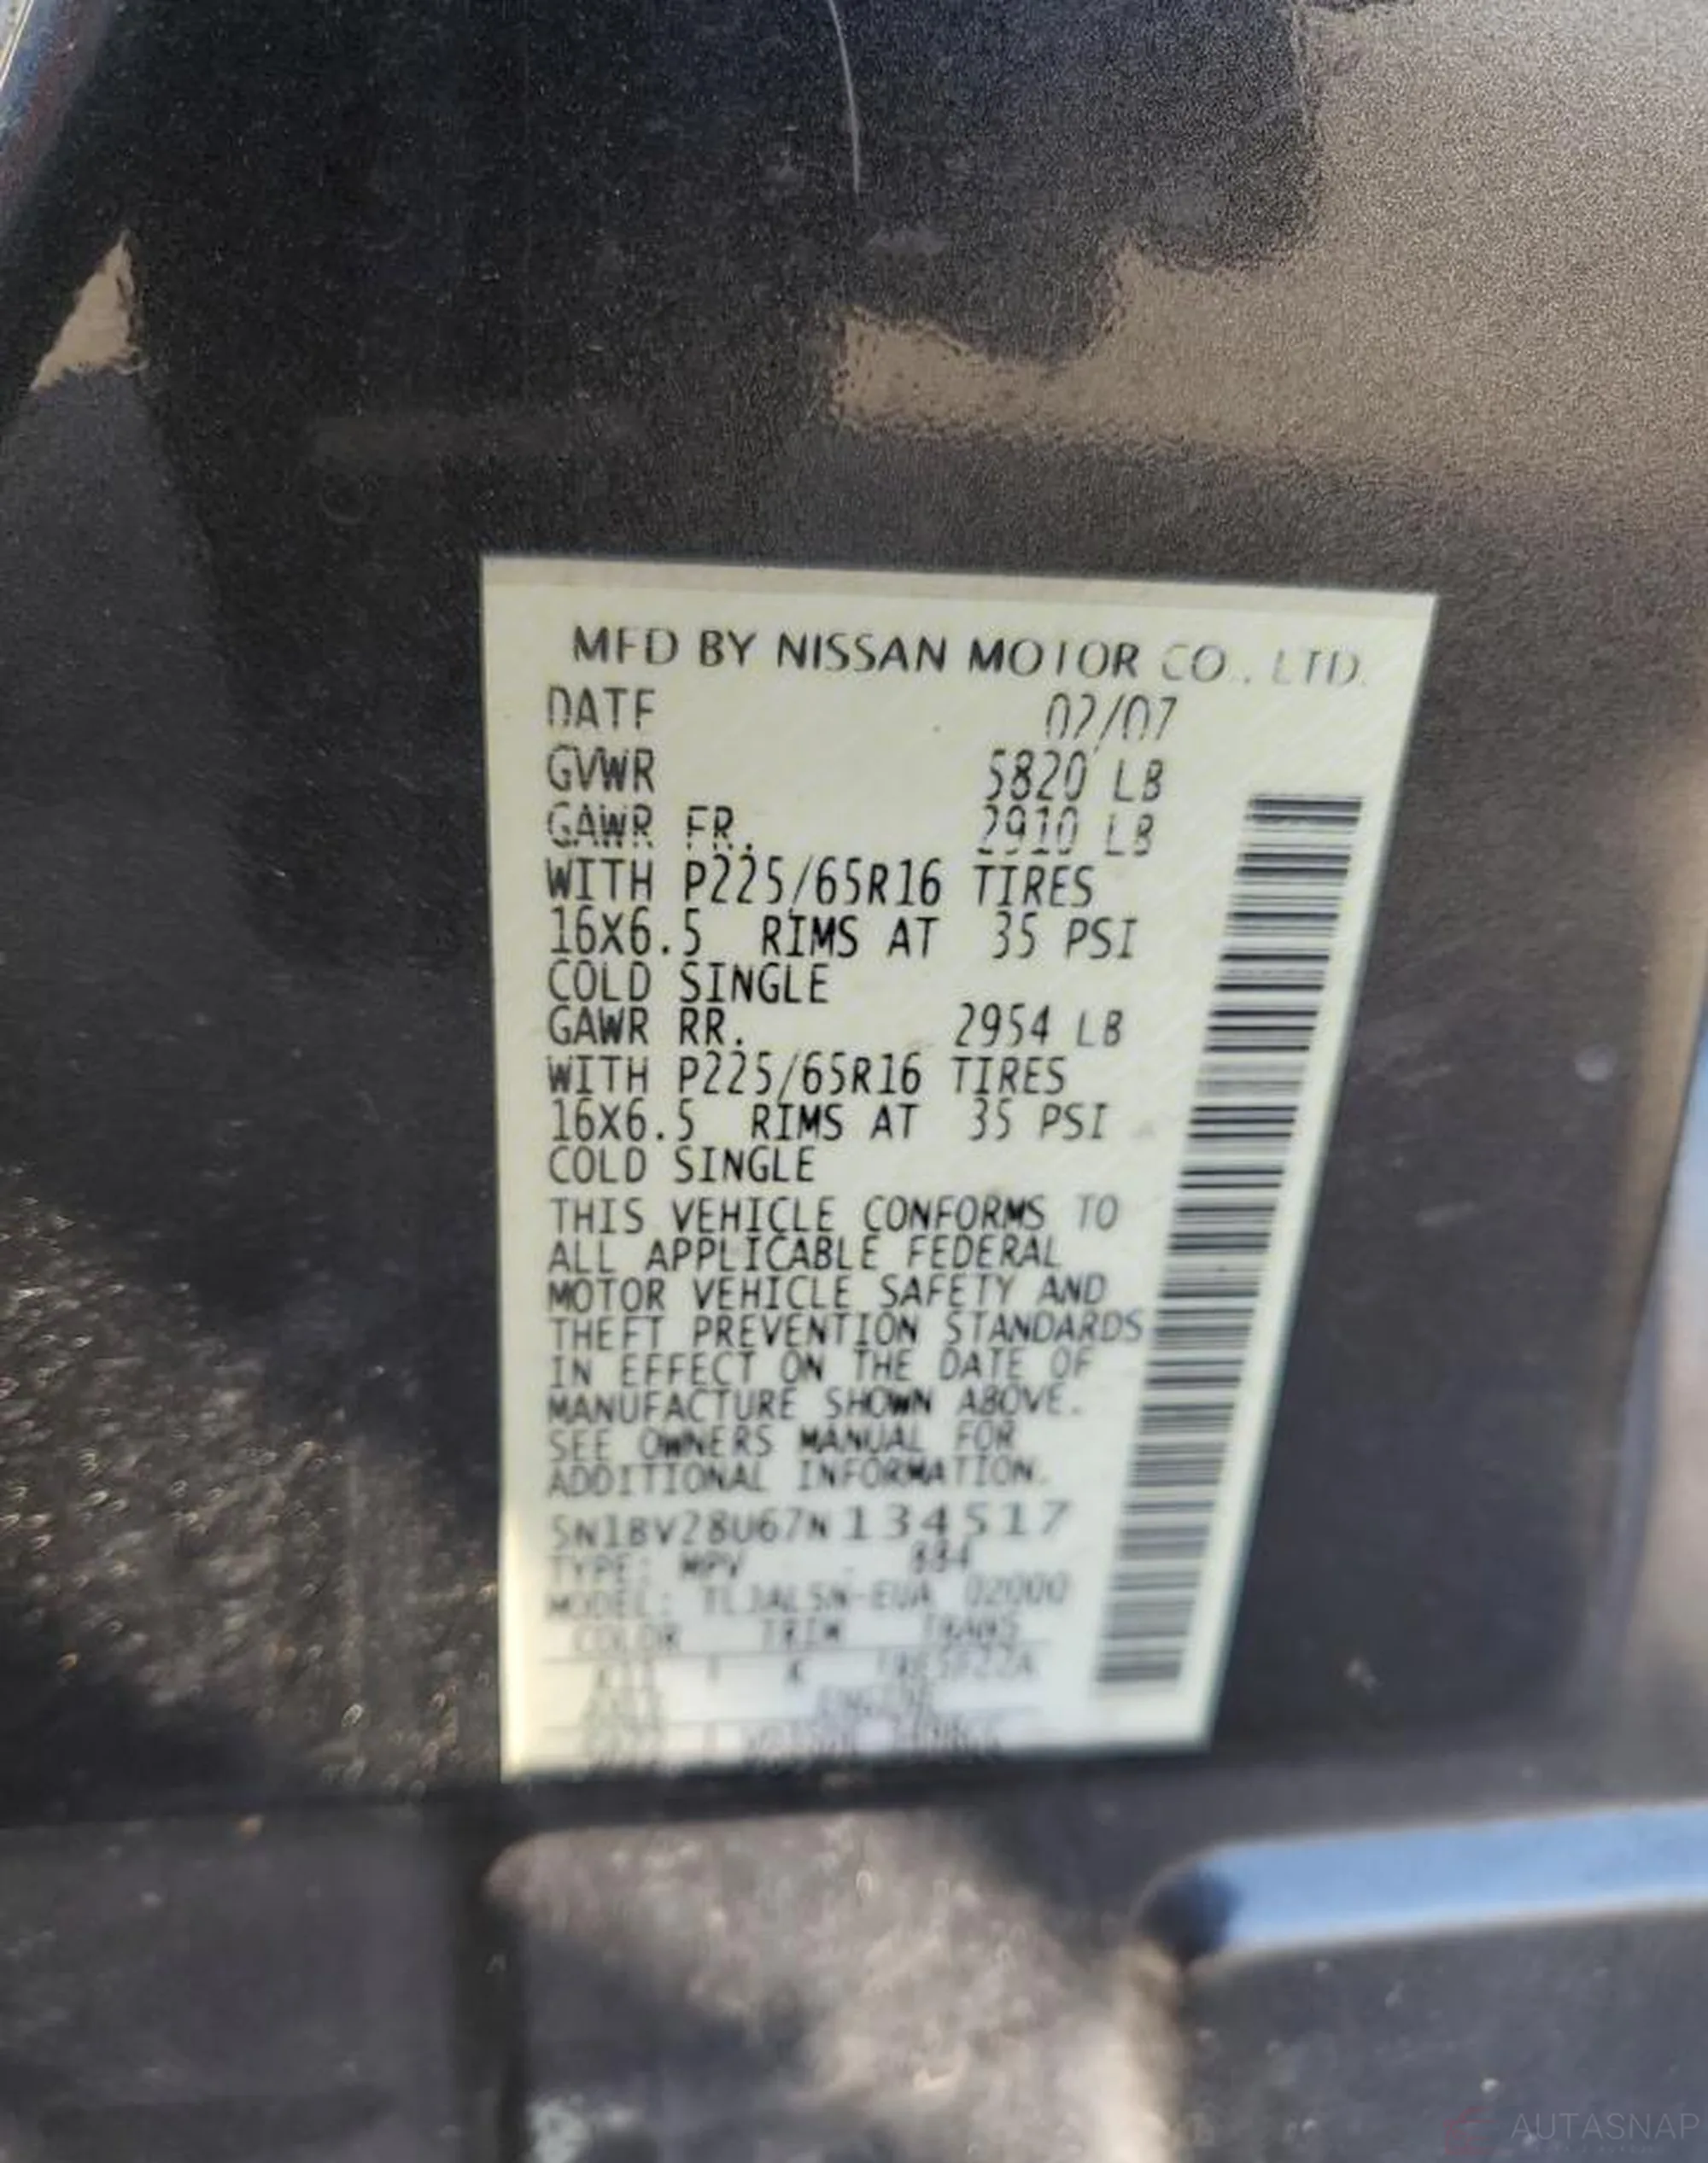 MFD BY NISSAN MOTOR CO., LTD.
DATE 02/07
GVWR 5820 LB
GAWR FR. 2910 LB
WITH P225/65R16 TIRES
16X6.5 RIMS AT 35 PSI
COLD SINGLE
GAWR RR. 2954 LB
WITH P225/65R16 TIRES
16X6.5 RIMS AT 35 PSI
COLD SINGLE
THIS VEHICLE CONFORMS TO
ALL APPLICABLE FEDERAL
MOTOR VEHICLE SAFETY AND
THEFT PREVENTION STANDARDS
IN EFFECT ON THE DATE OF
MANUFACTURE SHOWN ABOVE.
SEE OWNERS MANUAL FOR
ADDITIONAL INFORMATION.
5N1BV28U67N134517
TYPE: MPV
MODEL: 02000
COLOR TRIM TRANS
K
ENGINE
AUTASNAP